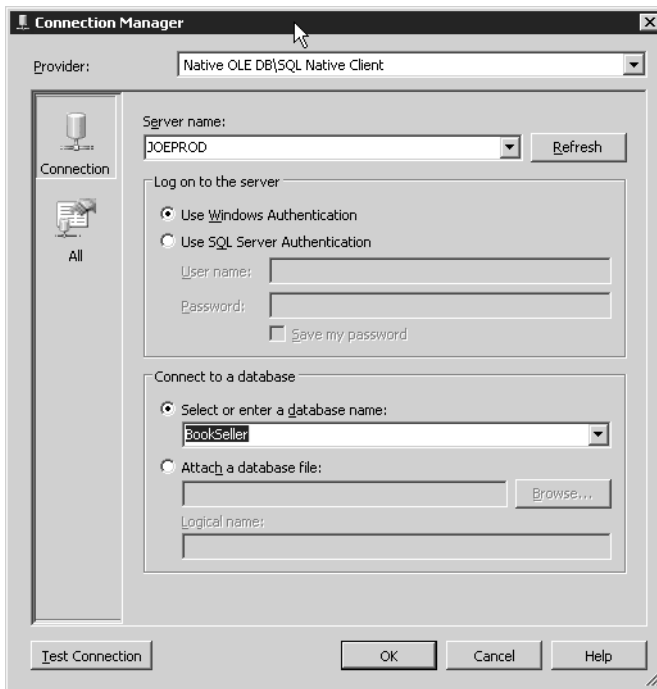 Connection Manager
Provider: Native OLE DB\SQL Native Client
Connection
All
Server name:
JOEPROD Refresh
Log on to the server
Use Windows Authentication
Use SQL Server Authentication
User name:
Password:
Save my password
Connect to a database
Select or enter a database name:
BookSeller
Attach a database file:
Browse...
Logical name:
Test Connection OK Cancel Help